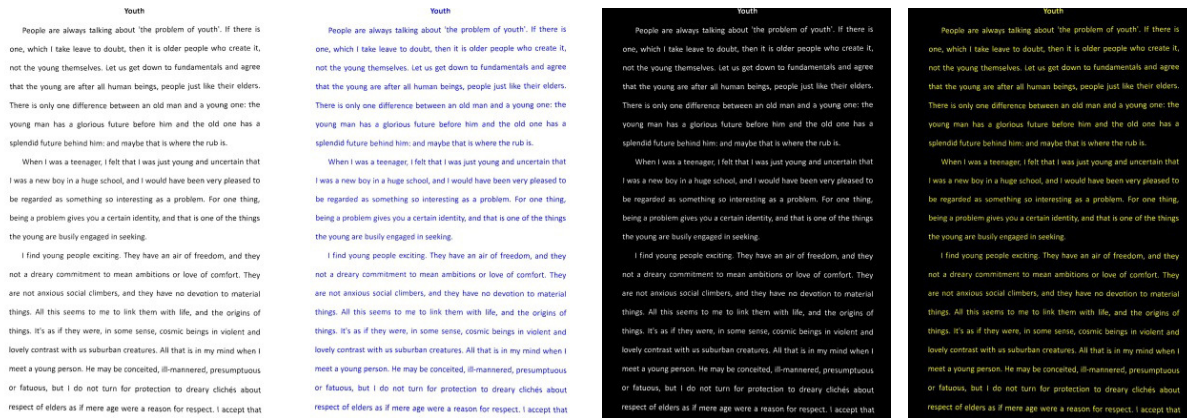 Youth
People are always talking about 'the problem of youth'. If there is
one, which I take leave to doubt, then it is older people who create it,
not the young themselves. Let us get down to fundamentals and agree
that the young are after all human beings, people just like their elders.
There is only one difference between an old man and a young one: the
young man has a glorious future before him and the old one has a
splendid future behind him: and maybe that is where the rub is.
When I was a teenager, I felt that I was just young and uncertain that
I was a new boy in a huge school, and I would have been very pleased to
be regarded as something so interesting as a problem. For one thing,
being a problem gives you a certain identity, and that is one of the things
the young are busily engaged in seeking.
I find young people exciting. They have an air of freedom, and they
not a dreary commitment to mean ambitions or love of comfort. They
are not anxious social climbers, and they have no devotion to material
things. All this seems to me to link them with life, and the origins of
things. It's as if they were, in some sense, cosmic beings in violent and
lovely contrast with us suburban creatures. All that is in my mind when I
meet a young person. He may be conceited, ill-mannered, presumptuous
or fatuous, but I do not turn for protection to dreary clichés about
respect of elders as if mere age were a reason for respect. I accept that
Youth
People are always talking about 'the problem of youth'. If there is
one, which I take leave to doubt, then it is older people who create it,
not the young themselves. Let us get down to fundamentals and agree
that the young are after all human beings, people just like their elders.
There is only one difference between an old man and a young one: the
young man has a glorious future before him and the old one has a
splendid future behind him: and maybe that is where the rub is.
When I was a teenager, I felt that I was just young and uncertain that
I was a new boy in a huge school, and I would have been very pleased to
be regarded as something so interesting as a problem. For one thing,
being a problem gives you a certain identity, and that is one of the things
the young are busily engaged in seeking.
I find young people exciting. They have an air of freedom, and they
not a dreary commitment to mean ambitions or love of comfort. They
are not anxious social climbers, and they have no devotion to material
things. All this seems to me to link them with life, and the origins of
things. It's as if they were, in some sense, cosmic beings in violent and
lovely contrast with us suburban creatures. All that is in my mind when I
meet a young person. He may be conceited, ill-mannered, presumptuous
or fatuous, but I do not turn for protection to dreary clichés about
respect of elders as if mere age were a reason for respect. I accept that
Youth
People are always talking about 'the problem of youth'. If there is
one, which I take leave to doubt, then it is older people who create it,
not the young themselves. Let us get down to fundamentals and agree
that the young are after all human beings, people just like their elders.
There is only one difference between an old man and a young one: the
young man has a glorious future before him and the old one has a
splendid future behind him: and maybe that is where the rub is.
When I was a teenager, I felt that I was just young and uncertain that
I was a new boy in a huge school, and I would have been very pleased to
be regarded as something so interesting as a problem. For one thing,
being a problem gives you a certain identity, and that is one of the things
the young are busily engaged in seeking.
I find young people exciting. They have an air of freedom, and they
not a dreary commitment to mean ambitions or love of comfort. They
are not anxious social climbers, and they have no devotion to material
things. All this seems to me to link them with life, and the origins of
things. It's as if they were, in some sense, cosmic beings in violent and
lovely contrast with us suburban creatures. All that is in my mind when I
meet a young person. He may be conceited, ill-mannered, presumptuous
or fatuous, but I do not turn for protection to dreary clichés about
respect of elders as if mere age were a reason for respect. I accept that
Youth
People are always talking about 'the problem of youth'. If there is
one, which I take leave to doubt, then it is older people who create it,
not the young themselves. Let us get down to fundamentals and agree
that the young are after all human beings, people just like their elders.
There is only one difference between an old man and a young one: the
young man has a glorious future before him and the old one has a
splendid future behind him: and maybe that is where the rub is.
When I was a teenager, I felt that I was just young and uncertain that
I was a new boy in a huge school, and I would have been very pleased to
be regarded as something so interesting as a problem. For one thing,
being a problem gives you a certain identity, and that is one of the things
the young are busily engaged in seeking.
I find young people exciting. They have an air of freedom, and they
not a dreary commitment to mean ambitions or love of comfort. They
are not anxious social climbers, and they have no devotion to material
things. All this seems to me to link them with life, and the origins of
things. It's as if they were, in some sense, cosmic beings in violent and
lovely contrast with us suburban creatures. All that is in my mind when I
meet a young person. He may be conceited, ill-mannered, presumptuous
or fatuous, but I do not turn for protection to dreary clichés about
respect of elders as if mere age were a reason for respect. I accept that